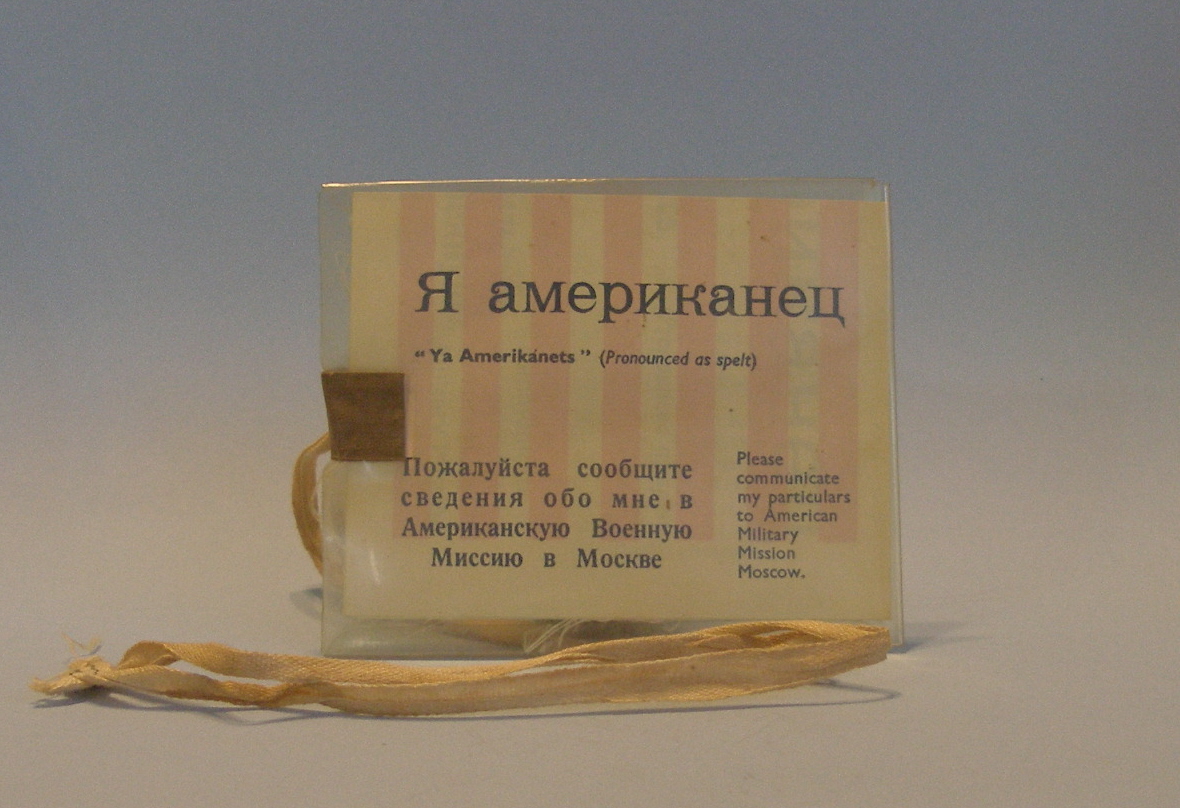 Я американец
“Ya Amerikánets” (Pronounced as spelt)
Пожалуйста сообщите
сведения обо мне в
Американскую Военную
Миссию в Москве
Please
communicate
my particulars
to American
Military
Mission
Moscow.